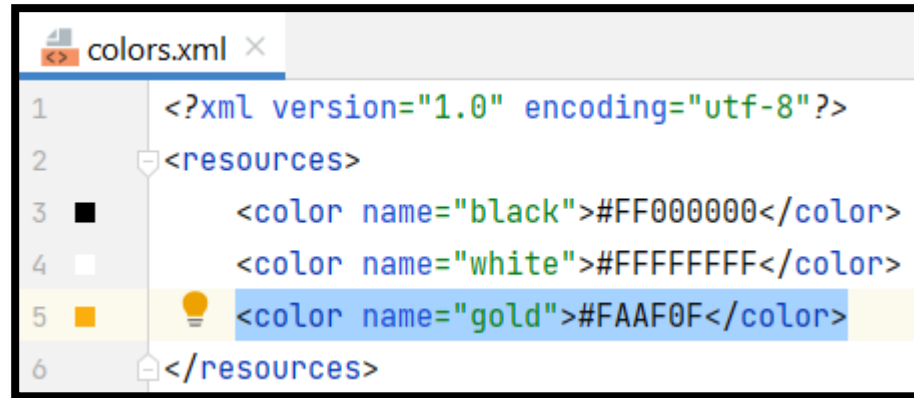 colors.xml
1 <?xml version="1.0" encoding="utf-8"?>
2 <resources>
3 <color name="black">#FF000000</color>
4 <color name="white">#FFFFFFFF</color>
5 <color name="gold">#FAAF0F</color>
6 </resources>